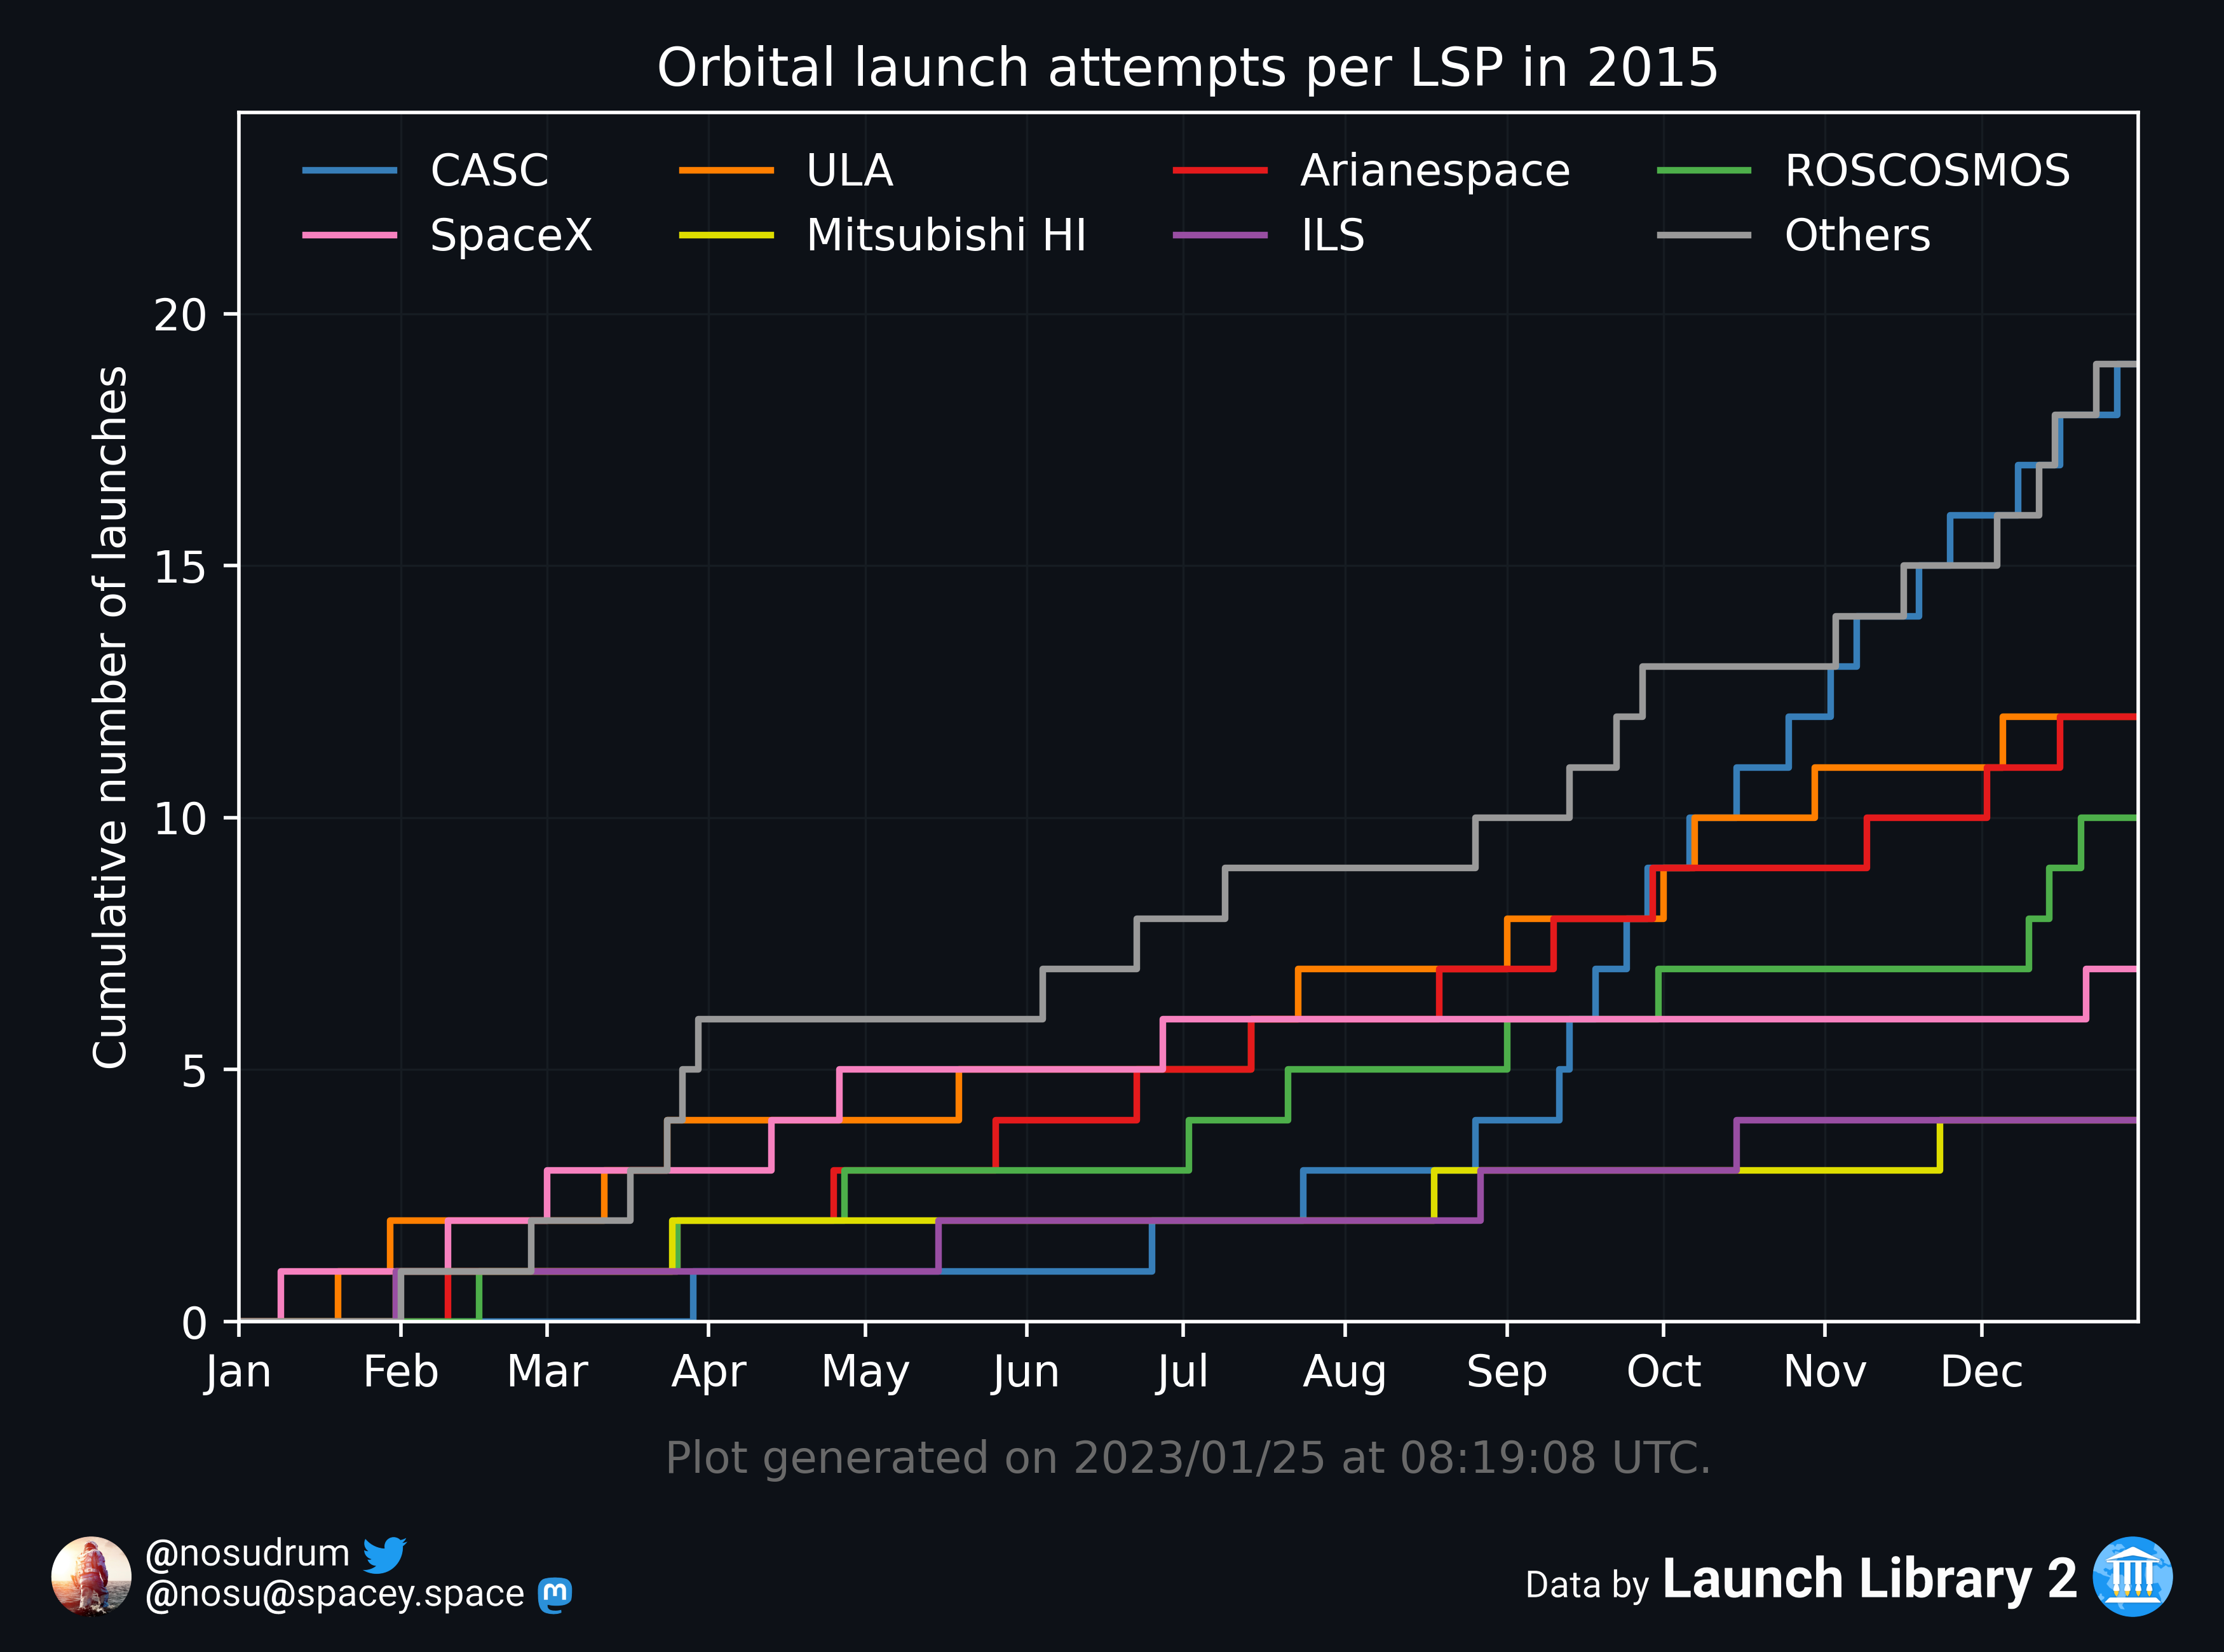 Orbital launch attempts per LSP in 2015
CASC ULA Arianespace ROSCOSMOS
SpaceX Mitsubishi HI ILS Others
Cumulative number of launches
20
15
10
5
0
Jan Feb Mar Apr May Jun Jul Aug Sep Oct Nov Dec
Plot generated on 2023/01/25 at 08:19:08 UTC.
@nosudrum
@nosu@spacey.space
Data by Launch Library 2